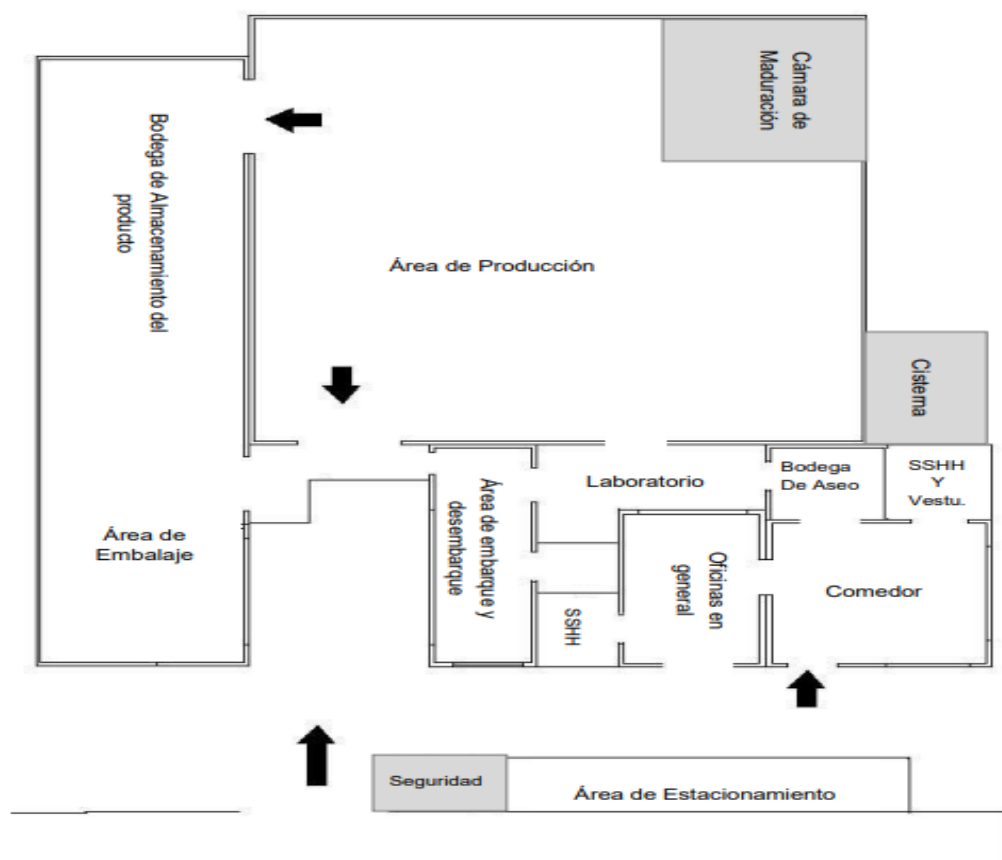 Cámara de
Maduración
Bodega de Almacenamiento del
producto
Área de Producción
Cisterna
Laboratorio
Bodega
De Aseo
SSHH
Y
Vestu.
Área de embarque y
desembarque
Área de
Embalaje
Oficinas en
general
SSHH
Comedor
Seguridad
Área de Estacionamiento